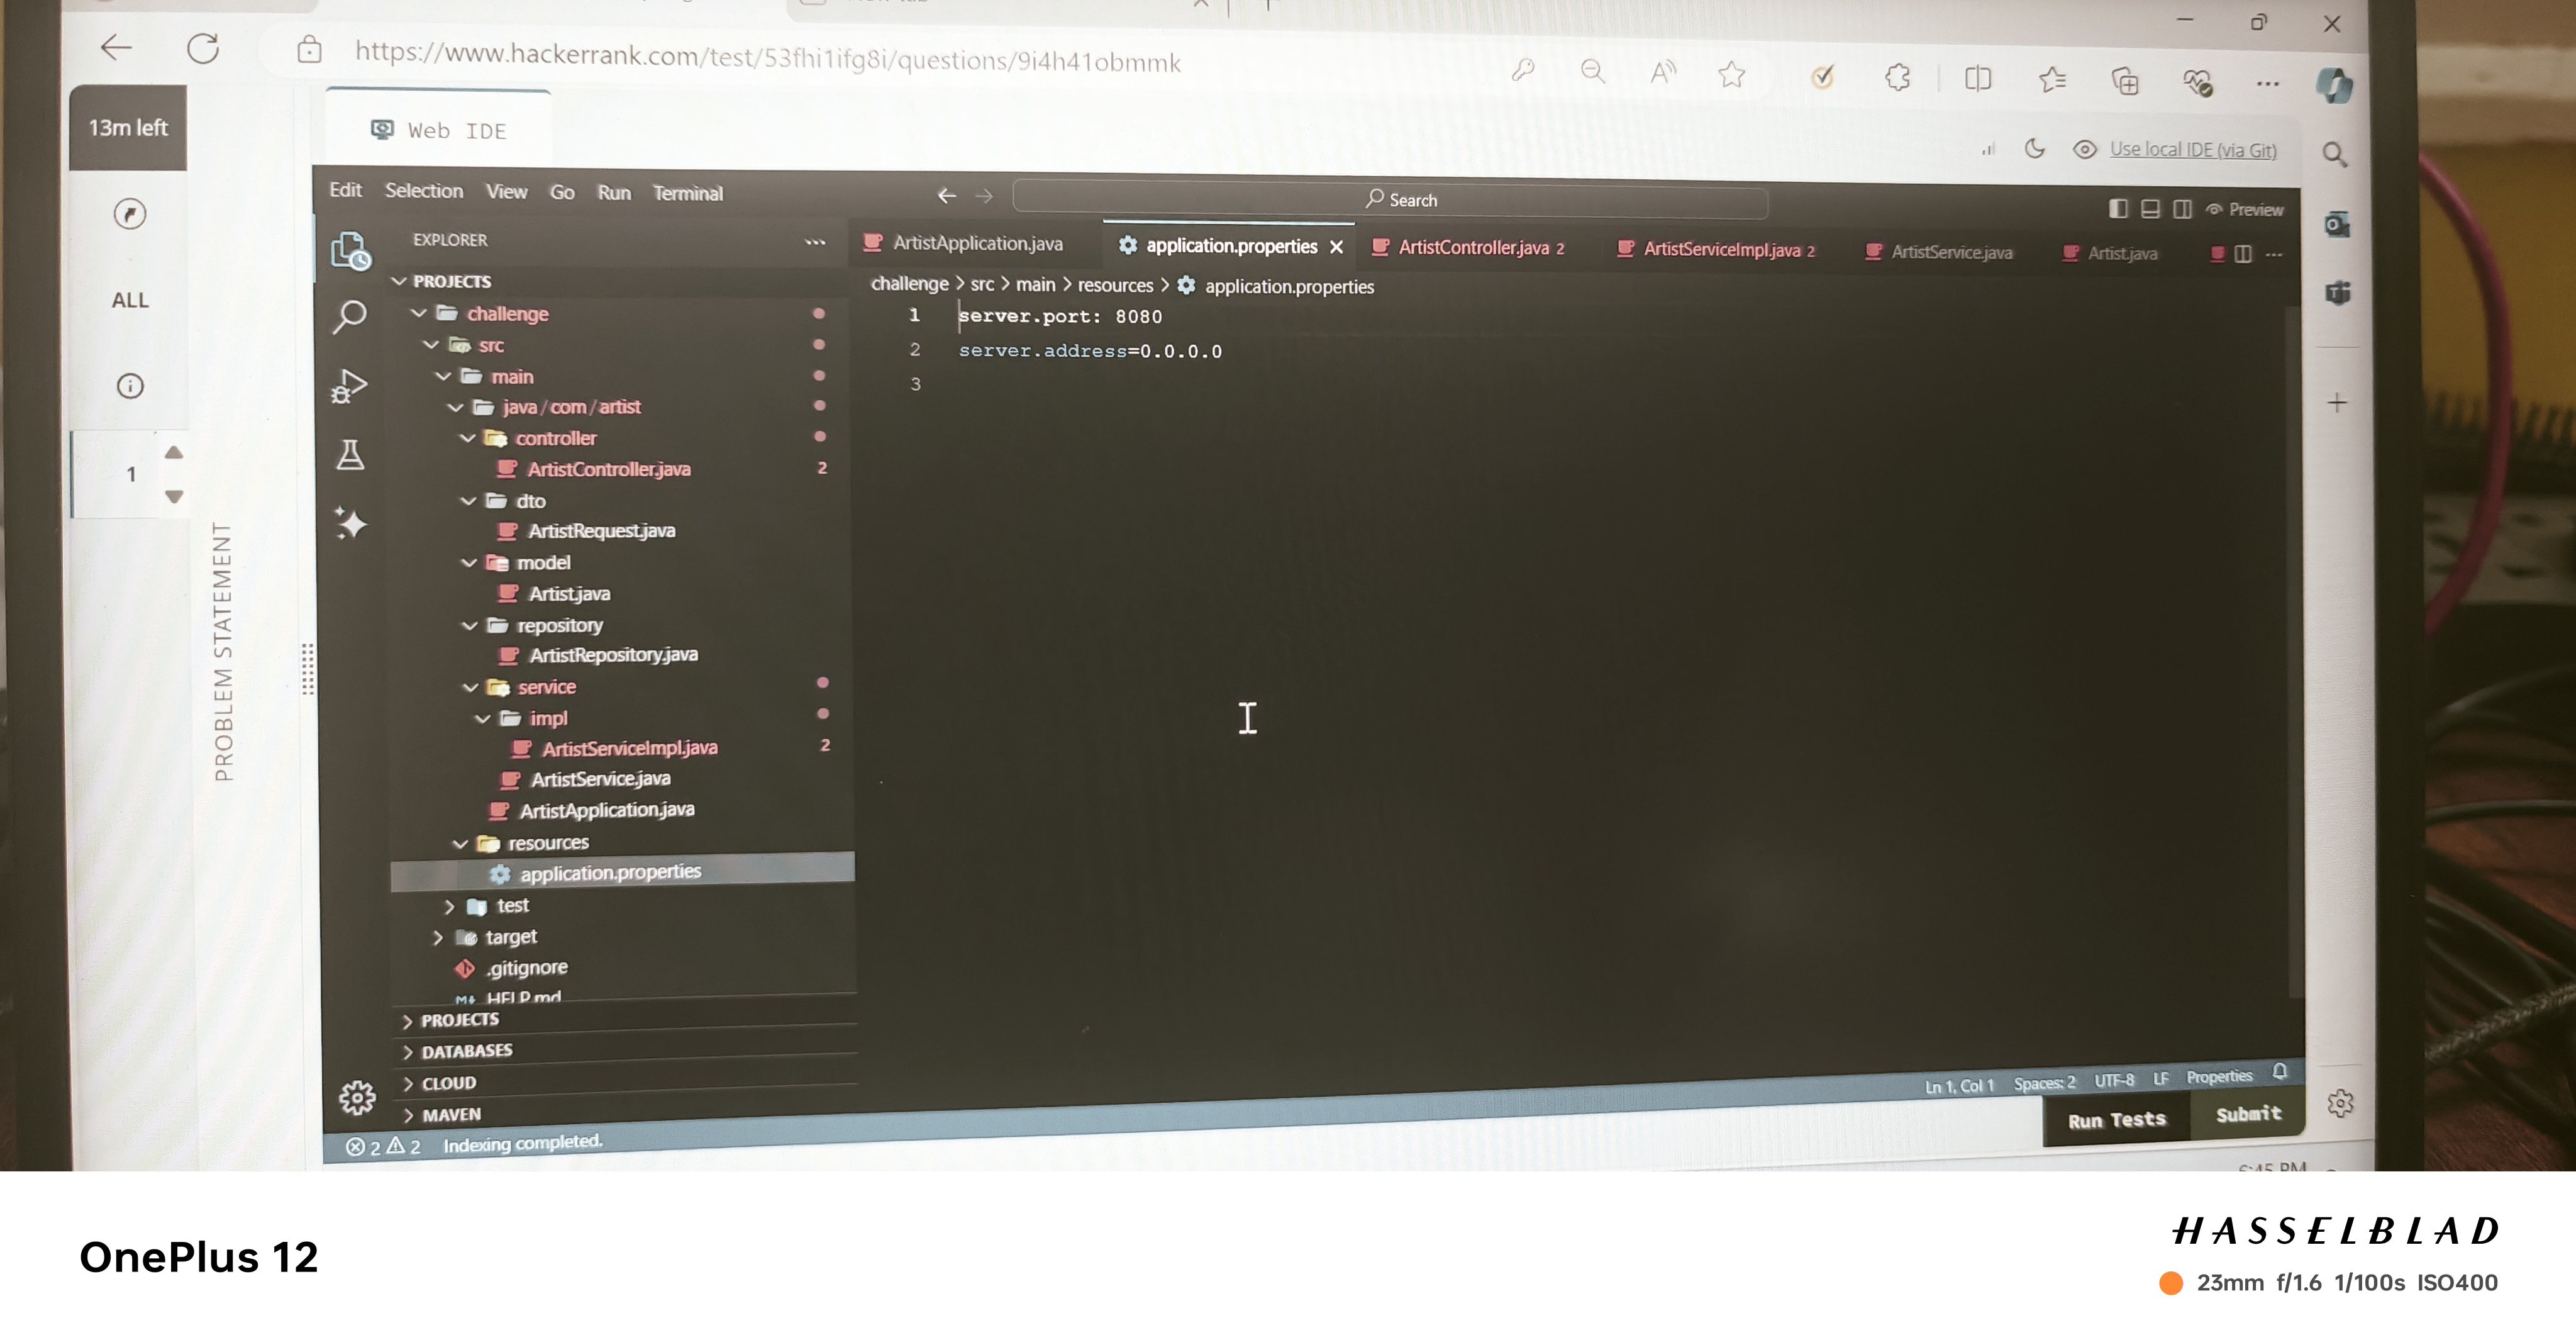 https://www.hackerrank.com/test/53fhi1ifg8i/questions/9i4h41obmmk
13m left
Web IDE
Use local IDE (via Git)
Edit Selection View Go Run Terminal
Search
Preview
EXPLORER
ArtistApplication.java
application.properties
ArtistController.java 2
ArtistServiceImpl.java 2
ArtistService.java
Artist.java
PROJECTS
challenge > src > main > resources > application.properties
ALL
1
PROBLEM STATEMENT
challenge
src
main
java/com/artist
controller
ArtistController.java 2
dto
ArtistRequest.java
model
Artist.java
repository
ArtistRepository.java
service
impl
ArtistServiceImpl.java 2
ArtistService.java
ArtistApplication.java
resources
application.properties
test
target
.gitignore
HELP.md
PROJECTS
DATABASES
CLOUD
MAVEN
1 server.port: 8080
2 server.address=0.0.0.0
3
Ln 1, Col 1 Spaces: 2 UTF-8 LF Properties
2 2 Indexing completed.
Run Tests Submit
6:45 PM
OnePlus 12
HASSELBLAD
23mm f/1.6 1/100s ISO400